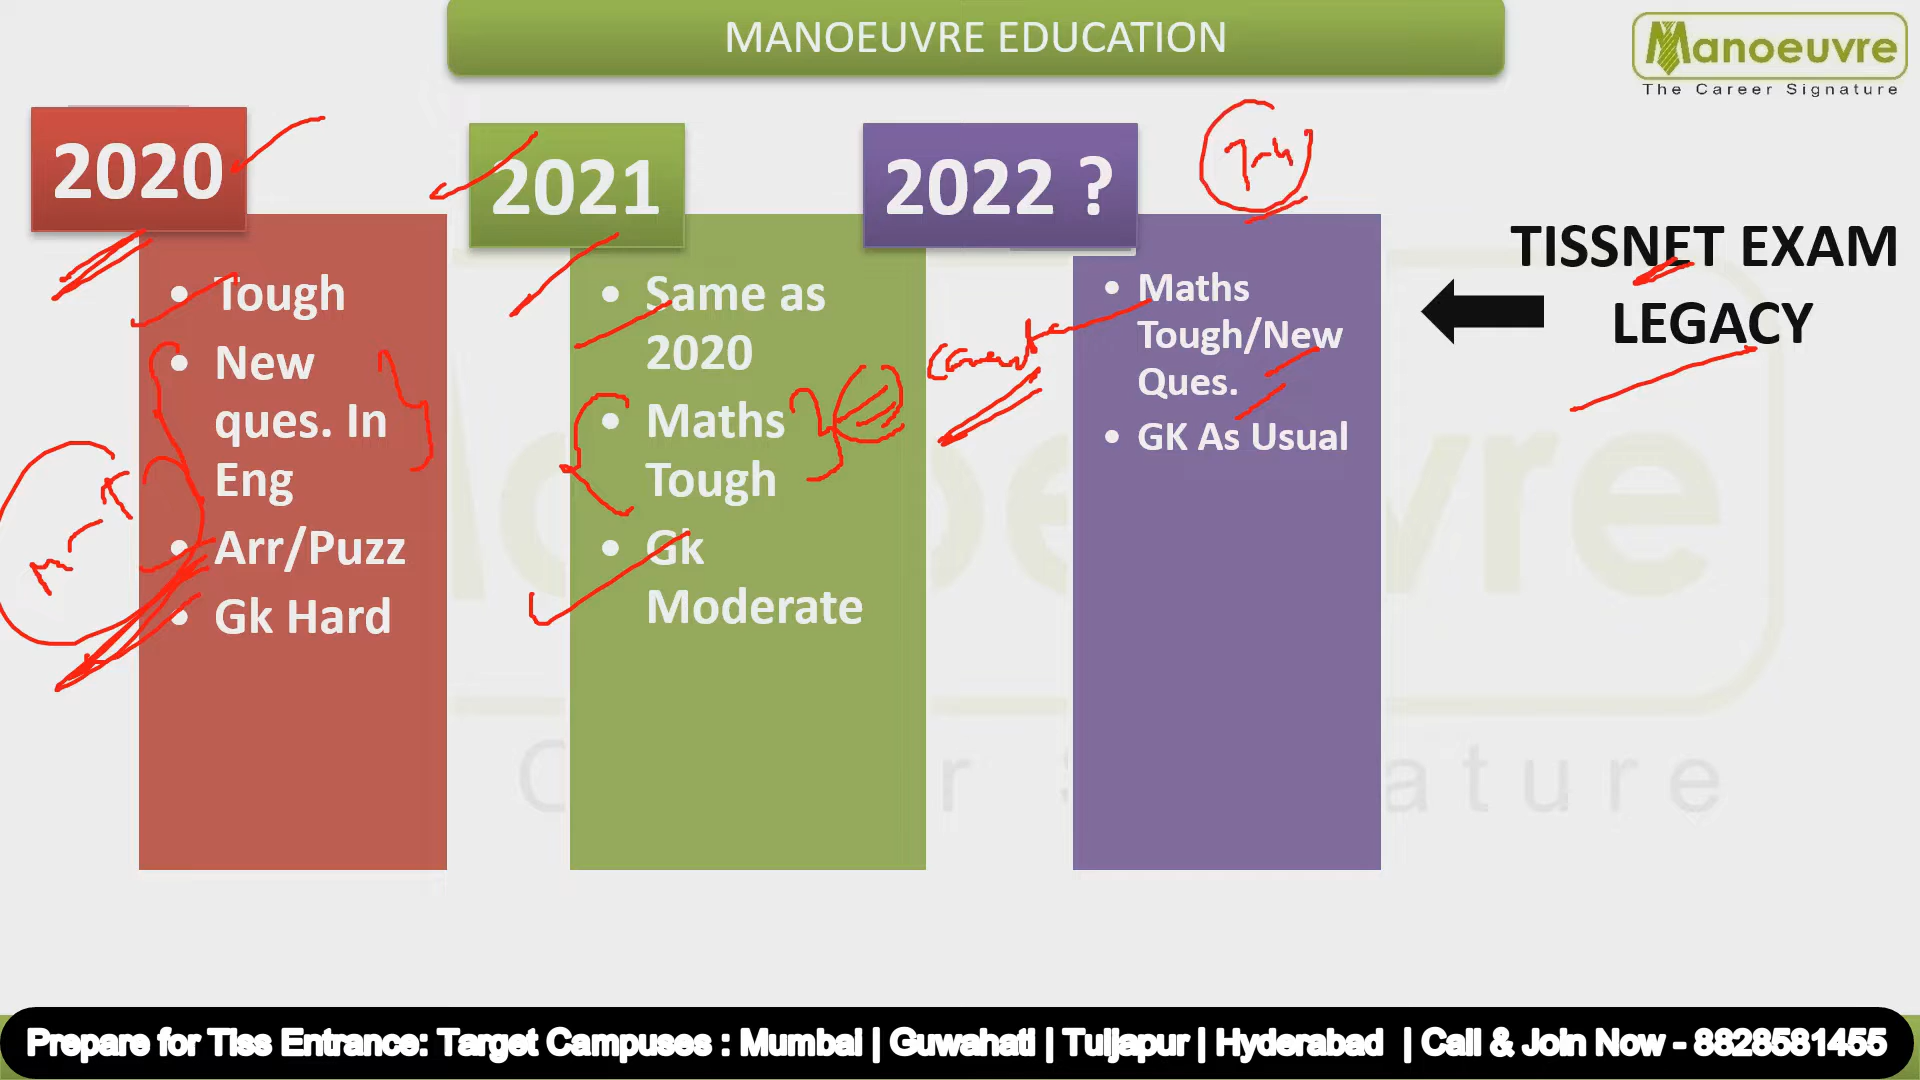 MANOEUVRE EDUCATION
Manoeuvre
The Career Signature
2020
Tough
New
ques. In
Eng
Arr/Puzz
Gk Hard
2021
Same as
2020
Maths
Tough
Gk
Moderate
2022 ?
Maths
Tough/New
Ques.
GK As Usual
TISSNET EXAM
LEGACY
Prepare for Tiss Entrance: Target Campuses : Mumbai | Guwahati | Tuljapur | Hyderabad | Call & Join Now - 8828581455